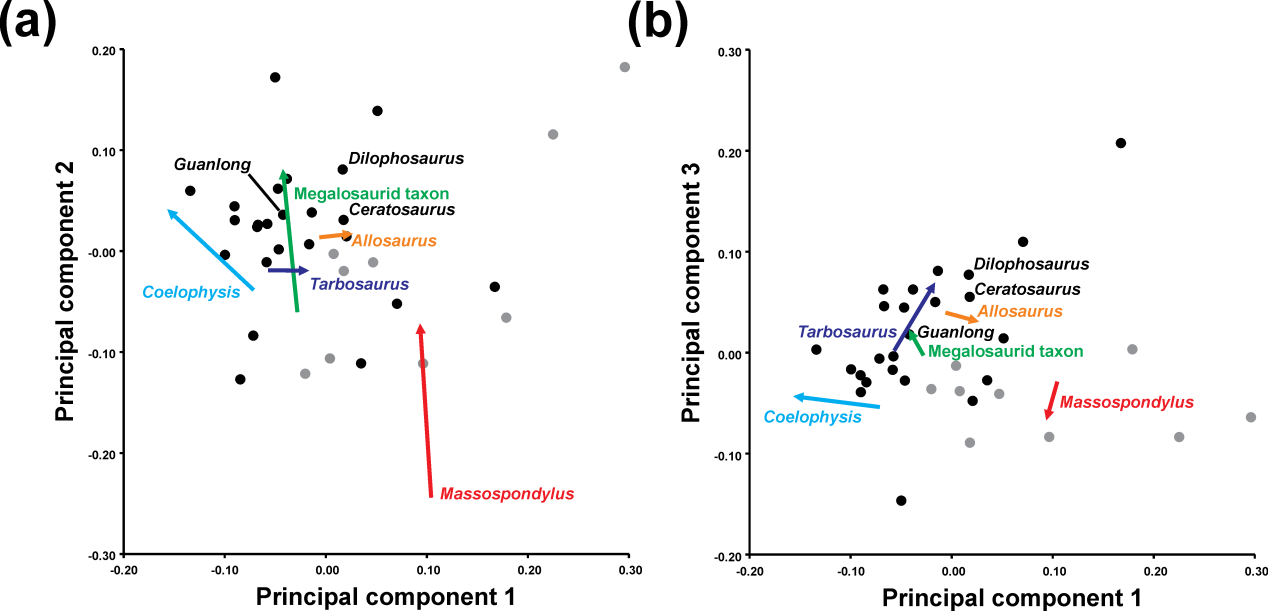 (a)
0.20
0.10
-0.00
-0.10
-0.20
-0.30
-0.20
-0.10
0.00
0.10
0.20
0.30
Principal component 2
Principal component 1
Guanlong
Dilophosaurus
Megalosaurid taxon
Ceratosaurus
Allosaurus
Tarbosaurus
Coelophysis
Massospondylus
(b)
0.30
0.20
0.10
0.00
-0.10
-0.20
-0.20
-0.10
0.00
0.10
0.20
0.30
Principal component 3
Principal component 1
Dilophosaurus
Ceratosaurus
Allosaurus
Tarbosaurus
Guanlong
Megalosaurid taxon
Massospondylus
Coelophysis